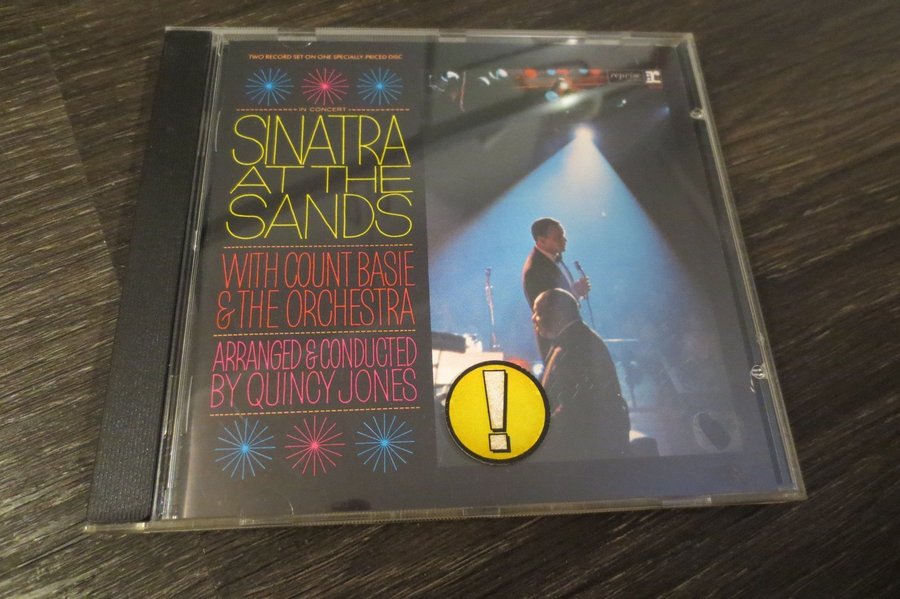 TWO RECORD SET ON ONE SPECIALLY-PRICED DISC
IN CONCERT
SINATRA
AT THE
SANDS
WITH COUNT BASIE
& THE ORCHESTRA
ARRANGED & CONDUCTED
BY QUINCY JONES
reprise
!